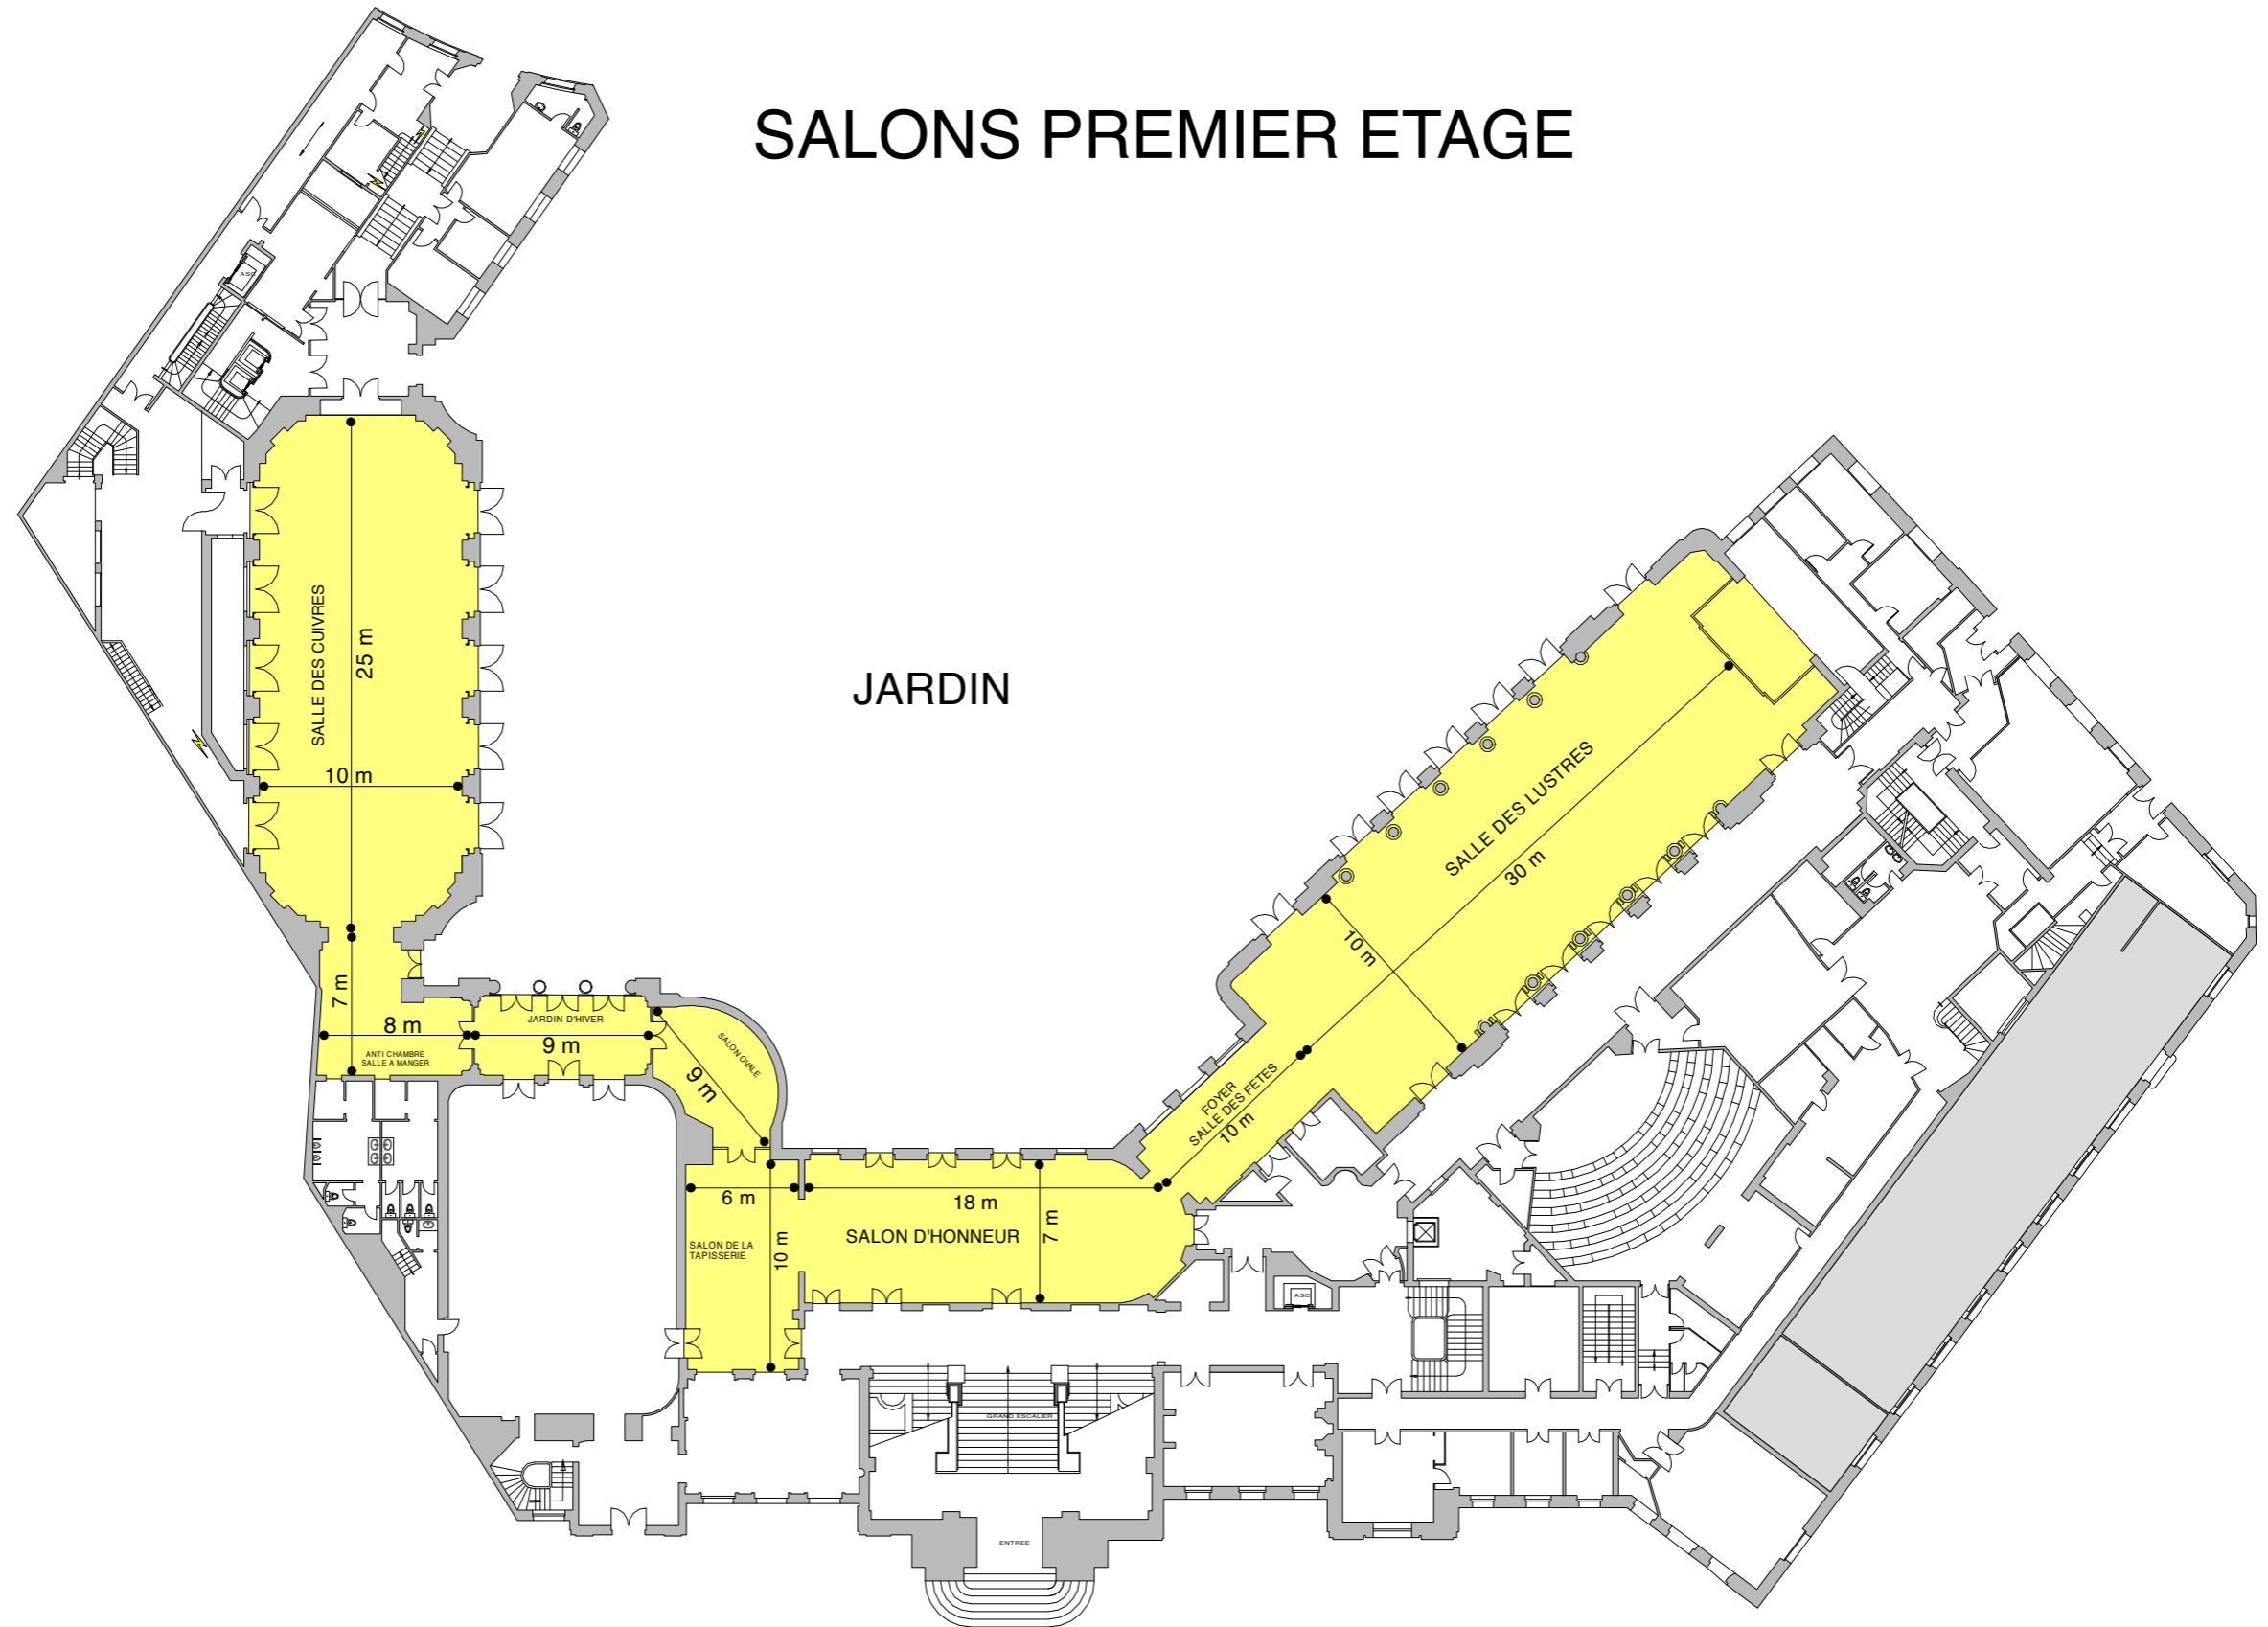 SALONS PREMIER ETAGE
ASC
SALLE DES CUIVRES
25 m
10 m
JARDIN
SALLE DES LUSTRES
30 m
10 m
7 m
8 m
ANTI CHAMBRE
SALLE A MANGER
JARDIN D'HIVER
9 m
SALON OVALE
9 m
FOYER
SALLE DES FETES
10 m
6 m
SALON DE LA
TAPISSERIE
10 m
18 m
SALON D'HONNEUR
7 m
ASC
GRAND ESCALIER
ENTREE